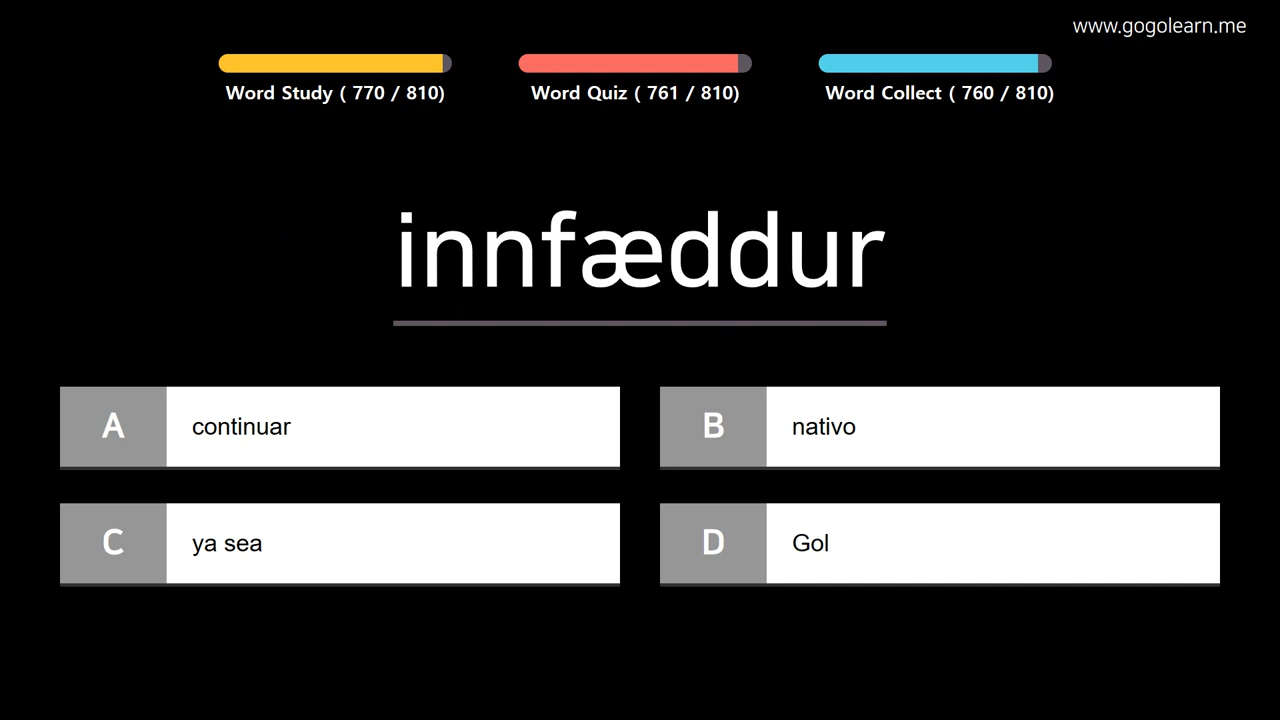 www.gogolearn.me
Word Study ( 770 / 810)
Word Quiz ( 761 / 810)
Word Collect ( 760 / 810)
innfæddur
A continuar
B nativo
C ya sea
D Gol